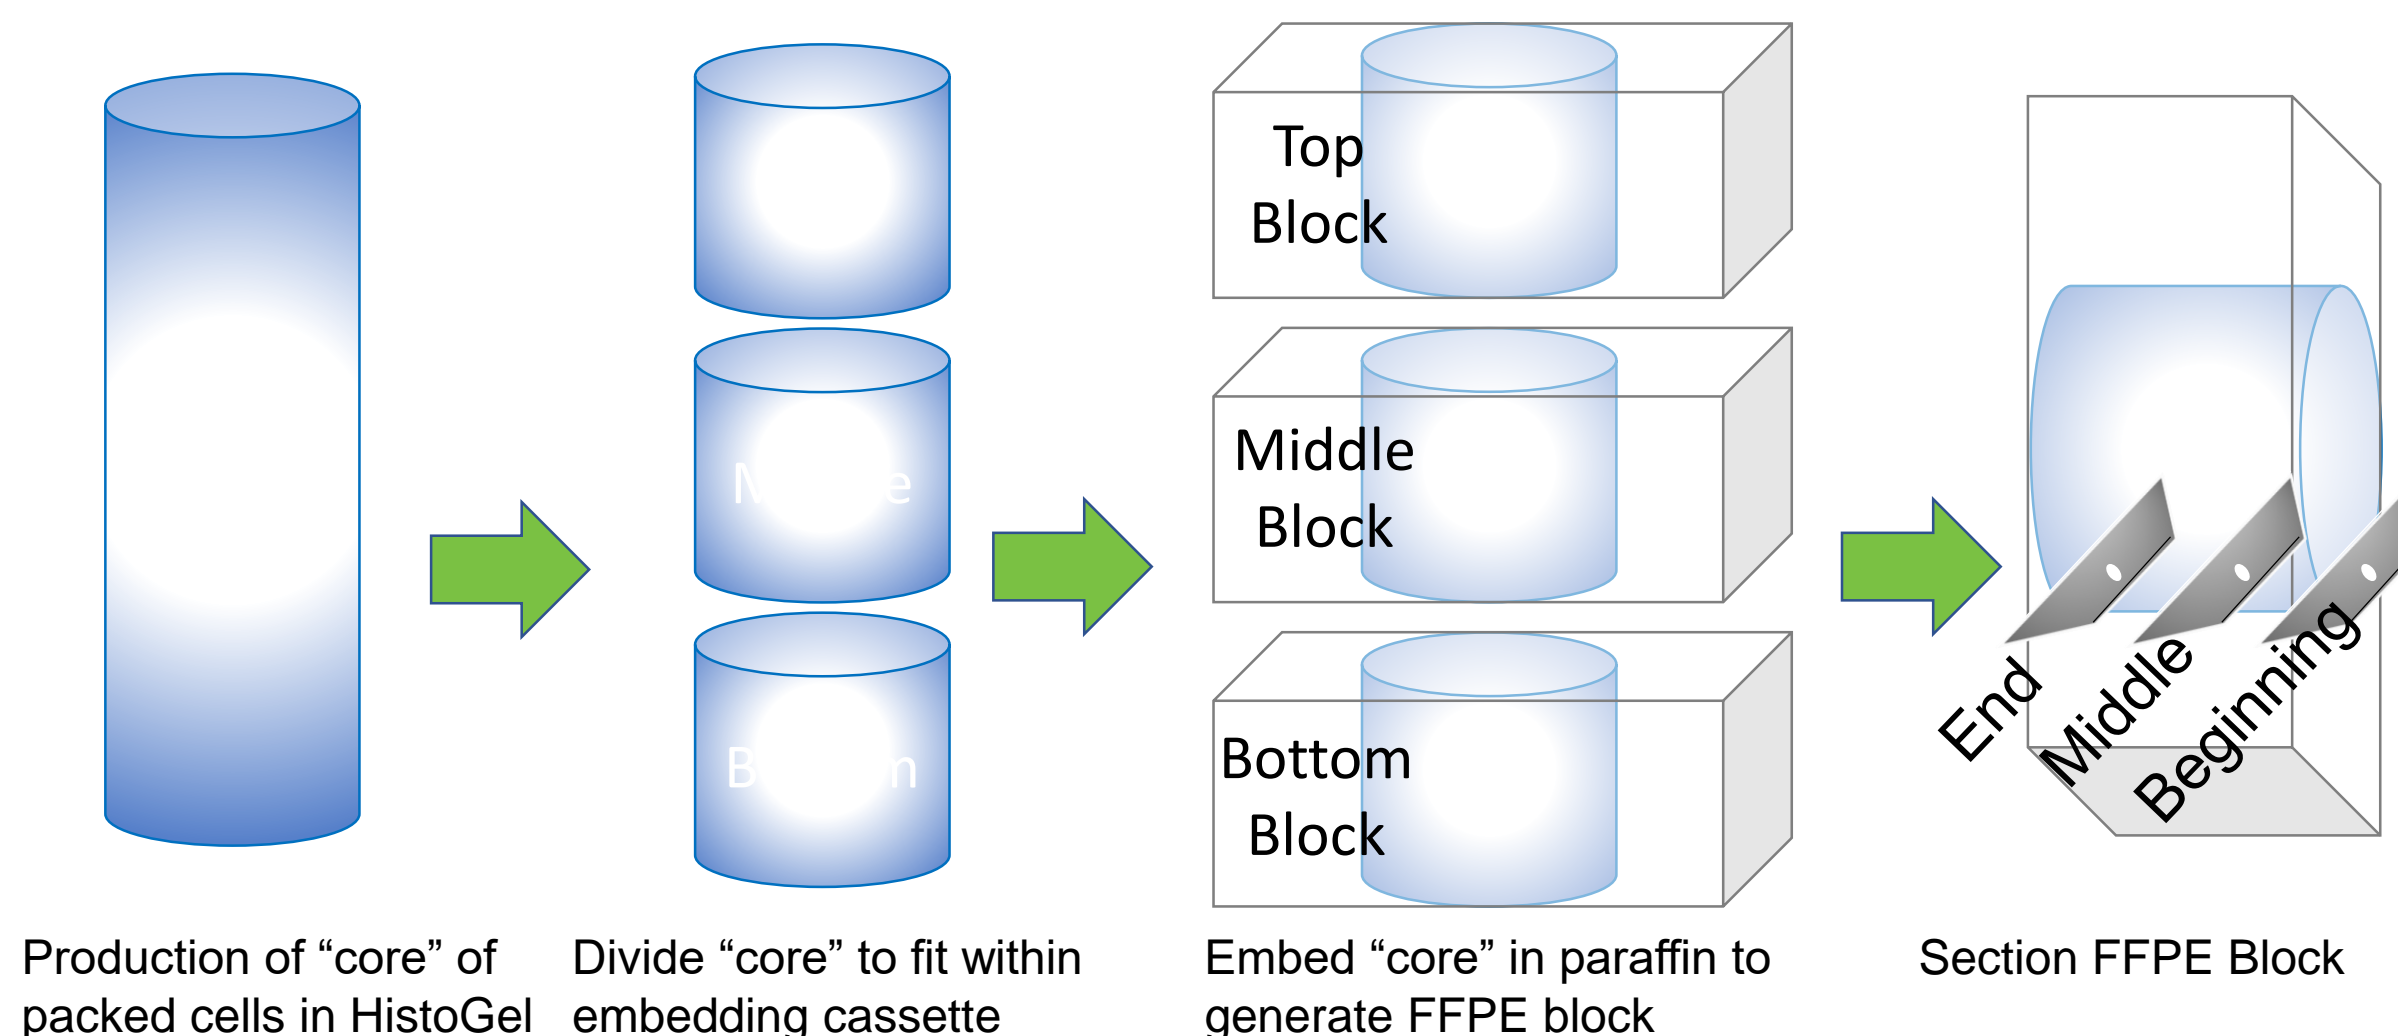 Top
Block
Middle
Block
Bottom
Block
End
Middle
Beginning
Production of “core” of
packed cells in HistoGel
Divide “core” to fit within
embedding cassette
Embed “core” in paraffin to
generate FFPE block
Section FFPE Block